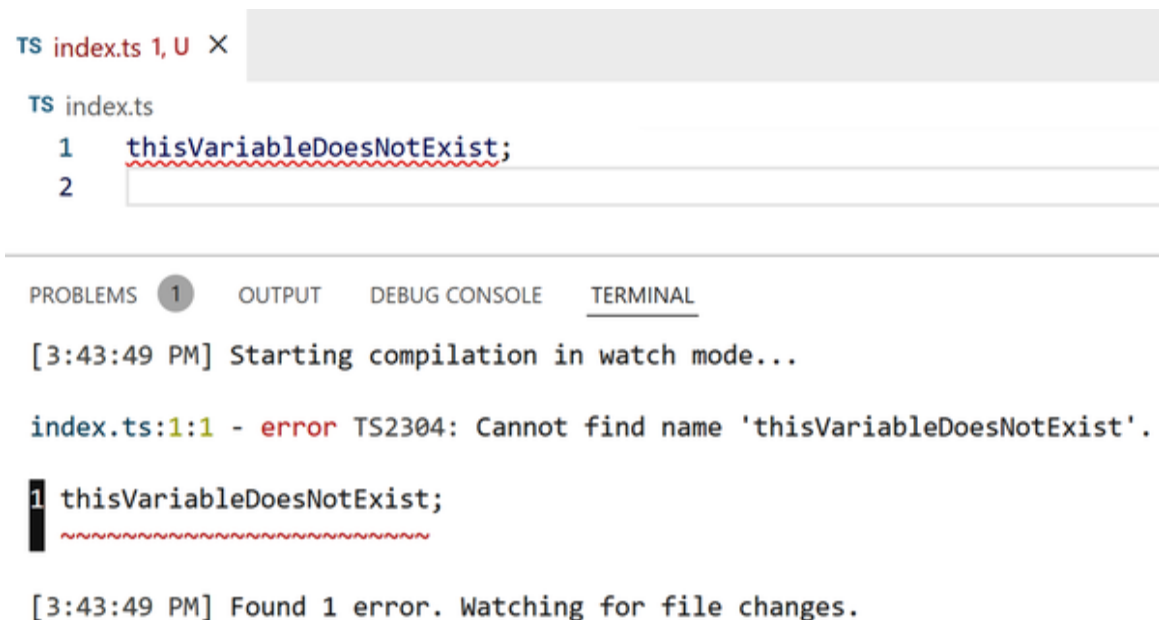 TS index.ts 1, U ×
TS index.ts
1 thisVariableDoesNotExist;
2
PROBLEMS 1 OUTPUT DEBUG CONSOLE TERMINAL
[3:43:49 PM] Starting compilation in watch mode...
index.ts:1:1 - error TS2304: Cannot find name 'thisVariableDoesNotExist'.
1 thisVariableDoesNotExist;
~~~~~~~~~~~~~~~~~~~~~~~~
[3:43:49 PM] Found 1 error. Watching for file changes.